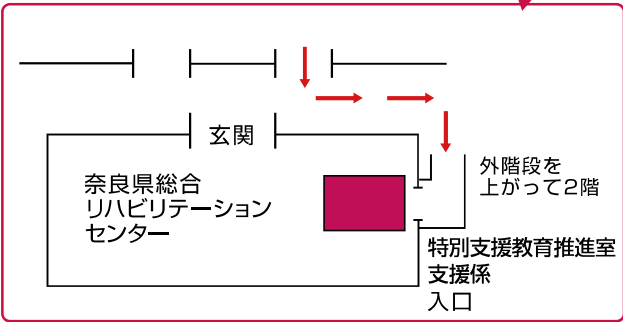 玄関
奈良県総合
リハビリテーション
センター
外階段を
上がって2階
特別支援教育推進室
支援係
入口